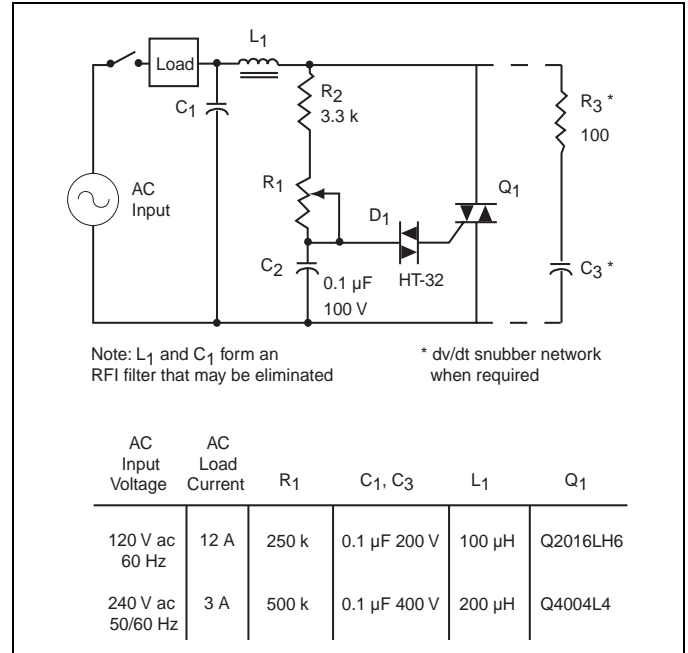 L1
Load
C1
R2
3.3 k
R3 *
100
AC
Input
R1
D1
Q1
C2
0.1 µF
100 V
HT-32
C3 *
Note: L1 and C1 form an
RFI filter that may be eliminated
* dv/dt snubber network
when required
AC
Input
Voltage
AC
Load
Current
R1
C1, C3
L1
Q1
120 V ac
60 Hz
12 A
250 k
0.1 µF 200 V
100 µH
Q2016LH6
240 V ac
50/60 Hz
3 A
500 k
0.1 µF 400 V
200 µH
Q4004L4